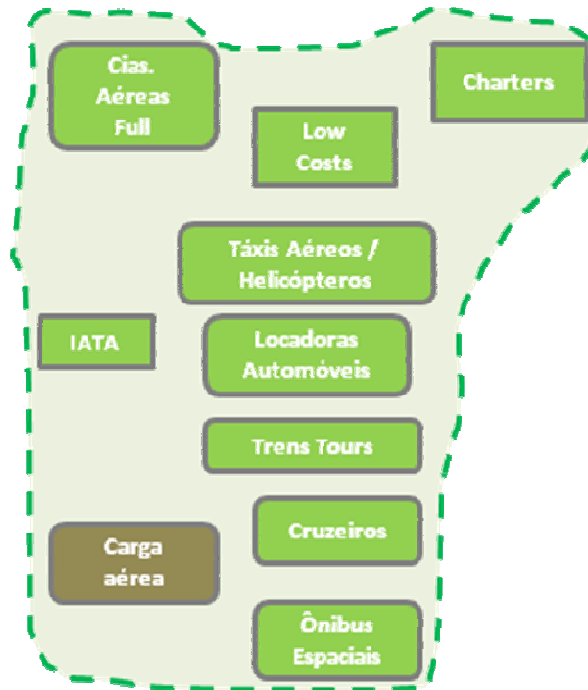 Cias.
Aéreas
Full
Charters
Low
Costs
Táxis Aéreos /
Helicópteros
IATA
Locadoras
Automóveis
Trens Tours
Cruzeiros
Carga
aérea
Ônibus
Espaciais